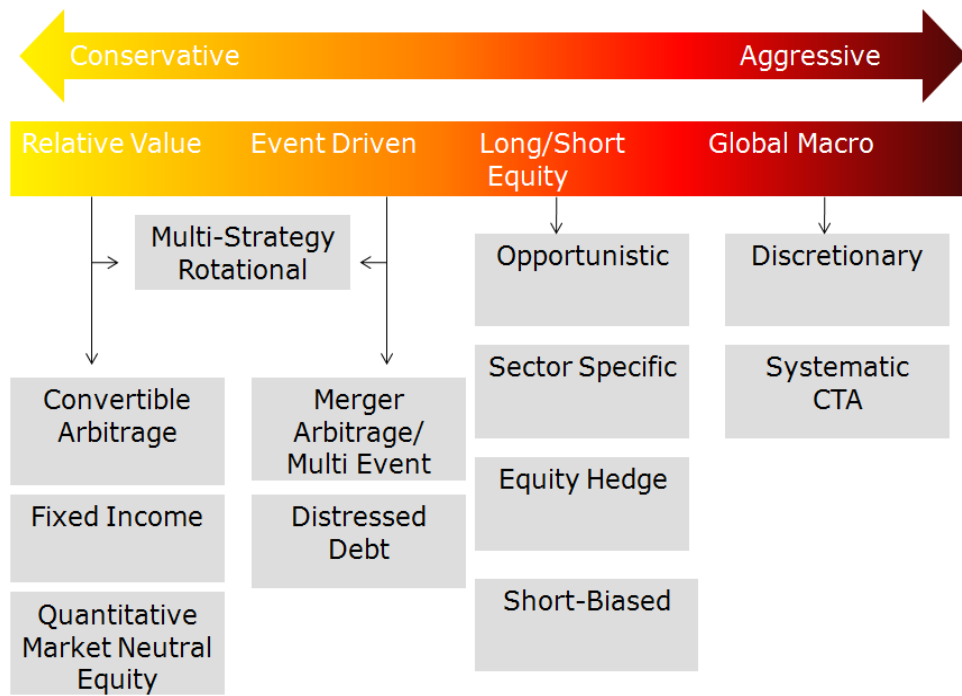 Conservative
Aggressive
Relative Value
Event Driven
Long/Short
Equity
Global Macro
Multi-Strategy
Rotational
Convertible
Arbitrage
Fixed Income
Quantitative
Market Neutral
Equity
Merger
Arbitrage/
Multi Event
Distressed
Debt
Opportunistic
Sector Specific
Equity Hedge
Short-Biased
Discretionary
Systematic
CTA